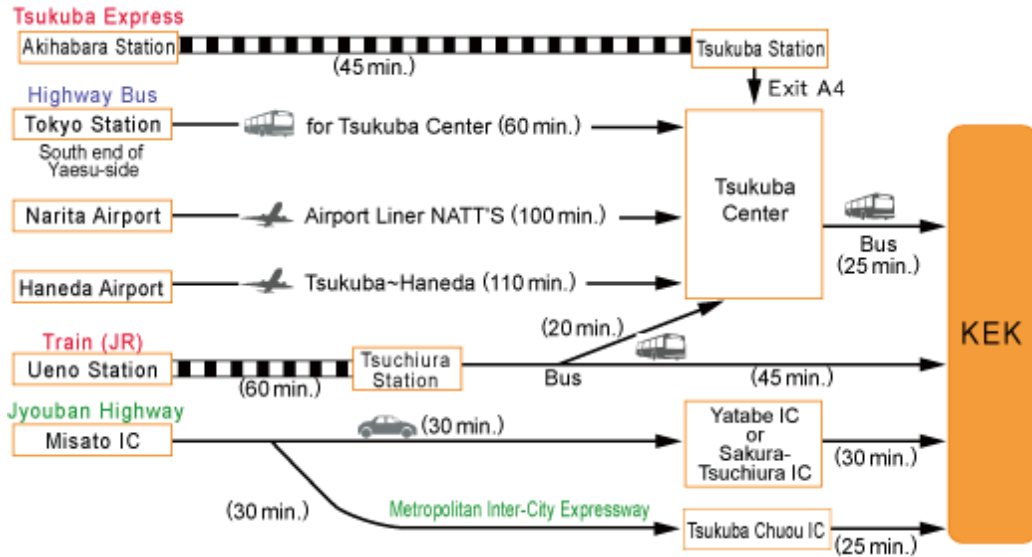 Tsukuba Express
Akihabara Station
(45 min.)
Tsukuba Station
Exit A4
Highway Bus
Tokyo Station
for Tsukuba Center (60 min.)
South end of
Yaesu-side
Narita Airport
Airport Liner NATT'S (100 min.)
Tsukuba
Center
Bus
(25 min.)
Haneda Airport
Tsukuba~Haneda (110 min.)
(20 min.)
KEK
Train (JR)
Ueno Station
(60 min.)
Tsuchiura
Station
Bus
(45 min.)
Jyouban Highway
Misato IC
(30 min.)
Yatabe IC
or
Sakura-
Tsuchiura IC
(30 min.)
(30 min.)
Metropolitan Inter-City Expressway
Tsukuba Chuou IC
(25 min.)